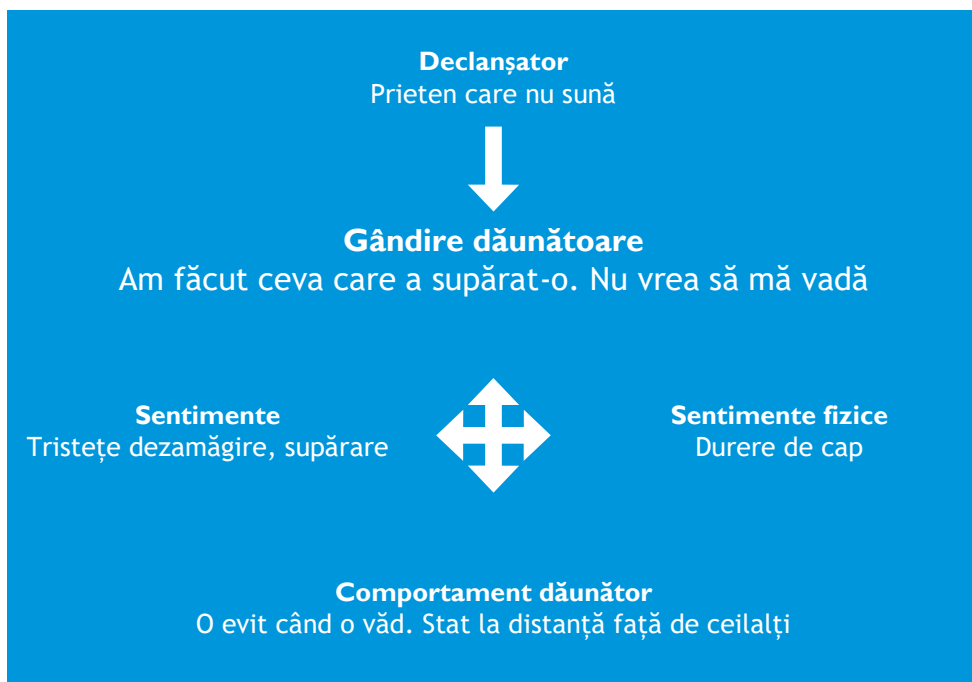 Declanșator
Prieten care nu sună
Gândire dăunătoare
Am făcut ceva care a supărat-o. Nu vrea să mă vadă
Sentimente
Tristețe dezamăgire, supărare
Sentimente fizice
Durere de cap
Comportament dăunător
O evit când o văd. Stat la distanță față de ceilalți